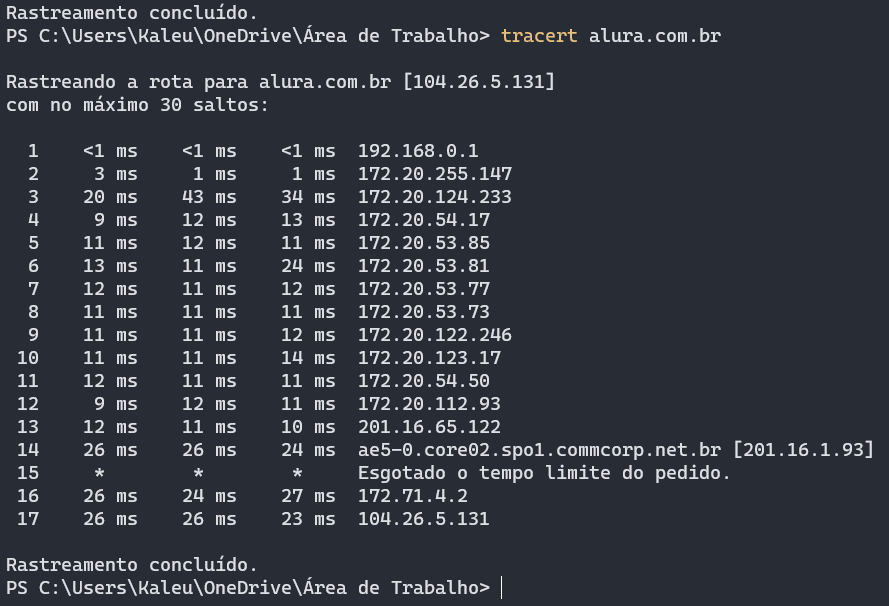 Rastreamento concluído.
PS C:\Users\Kaleu\OneDrive\Área de Trabalho> tracert alura.com.br
Rastreando a rota para alura.com.br [104.26.5.131]
com no máximo 30 saltos:
1 <1 ms <1 ms <1 ms 192.168.0.1
2 3 ms 1 ms 1 ms 172.20.255.147
3 20 ms 43 ms 34 ms 172.20.124.233
4 9 ms 12 ms 13 ms 172.20.54.17
5 11 ms 12 ms 11 ms 172.20.53.85
6 13 ms 11 ms 24 ms 172.20.53.81
7 12 ms 11 ms 12 ms 172.20.53.77
8 11 ms 11 ms 11 ms 172.20.53.73
9 11 ms 11 ms 12 ms 172.20.122.246
10 11 ms 11 ms 14 ms 172.20.123.17
11 12 ms 11 ms 11 ms 172.20.54.50
12 9 ms 12 ms 11 ms 172.20.112.93
13 12 ms 11 ms 10 ms 201.16.65.122
14 26 ms 26 ms 24 ms ae5-0.core02.spo1.commcorp.net.br [201.16.1.93]
15 * * * Esgotado o tempo limite do pedido.
16 26 ms 24 ms 27 ms 172.71.4.2
17 26 ms 26 ms 23 ms 104.26.5.131
Rastreamento concluído.
PS C:\Users\Kaleu\OneDrive\Área de Trabalho>